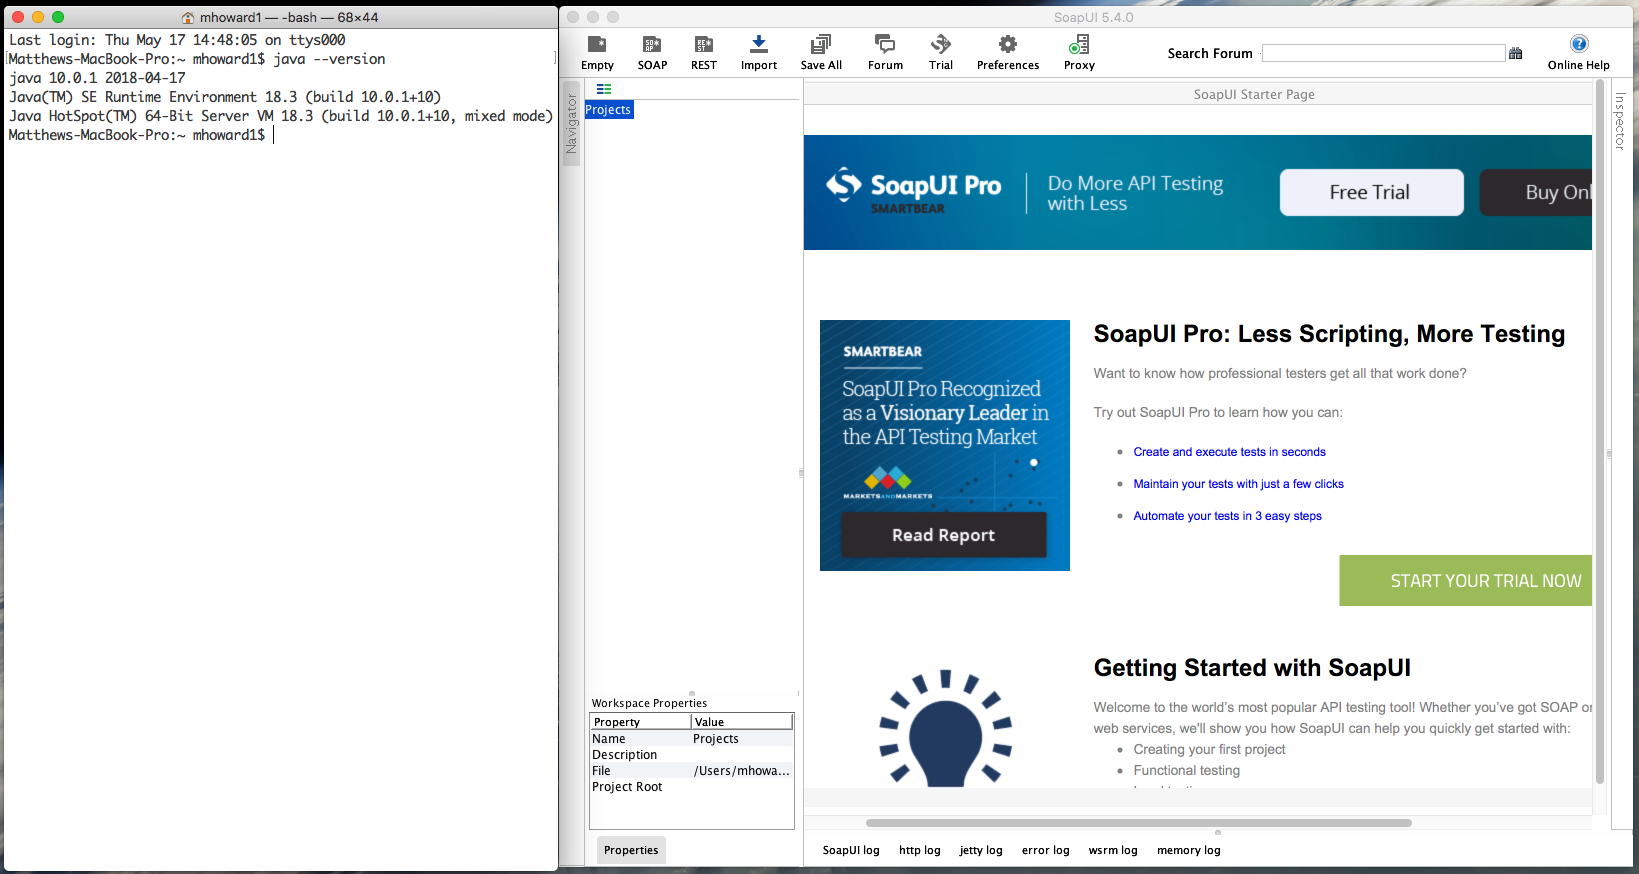 mhoward1 — -bash — 68×44
Last login: Thu May 17 14:48:05 on ttys000
[Matthews-MacBook-Pro:~ mhoward1$ java --version ]
java 10.0.1 2018-04-17
Java(TM) SE Runtime Environment 18.3 (build 10.0.1+10)
Java HotSpot(TM) 64-Bit Server VM 18.3 (build 10.0.1+10, mixed mode)
Matthews-MacBook-Pro:~ mhoward1$
SoapUI 5.4.0
Empty SOAP REST Import Save All Forum Trial Preferences Proxy
Search Forum
Online Help
Navigator
Projects
SoapUI Starter Page
Inspector
SoapUI Pro
SMARTBEAR
Do More API Testing
with Less
Free Trial
Buy Onl
SMARTBEAR
SoapUI Pro Recognized
as a Visionary Leader in
the API Testing Market
MARKETSANDMARKETS
Read Report
SoapUI Pro: Less Scripting, More Testing
Want to know how professional testers get all that work done?
Try out SoapUI Pro to learn how you can:
Create and execute tests in seconds
Maintain your tests with just a few clicks
Automate your tests in 3 easy steps
START YOUR TRIAL NOW
Getting Started with SoapUI
Welcome to the world's most popular API testing tool! Whether you've got SOAP or
web services, we'll show you how SoapUI can help you quickly get started with:
Creating your first project
Functional testing
Workspace Properties
Property Value
Name Projects
Description
File /Users/mhowa...
Project Root
Properties
SoapUI log http log jetty log error log wsrm log memory log